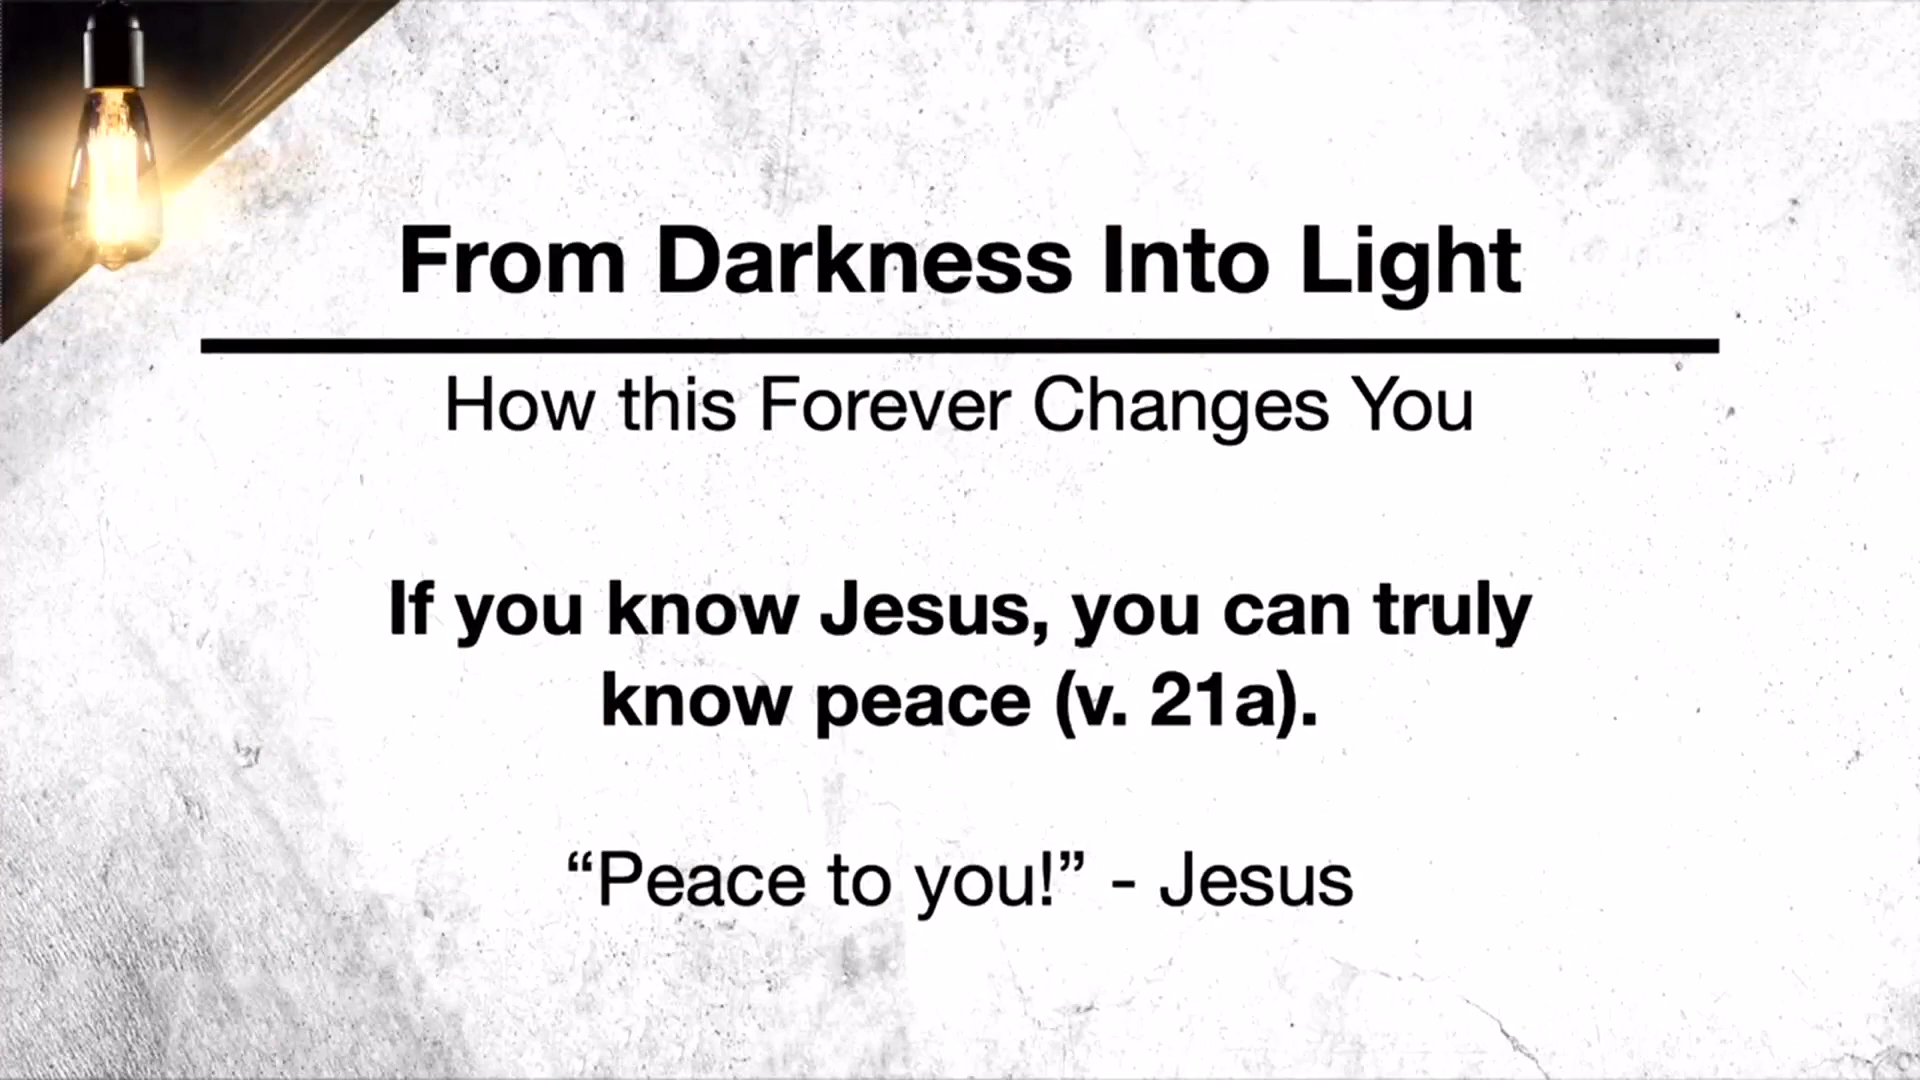 From Darkness Into Light
How this Forever Changes You
If you know Jesus, you can truly
know peace (v. 21a).
“Peace to you!” - Jesus